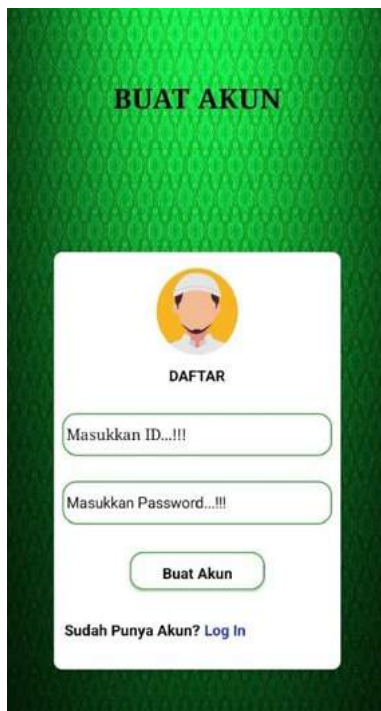 BUAT AKUN
DAFTAR
Masukkan ID...!!!
Masukkan Password...!!!
Buat Akun
Sudah Punya Akun? Log In